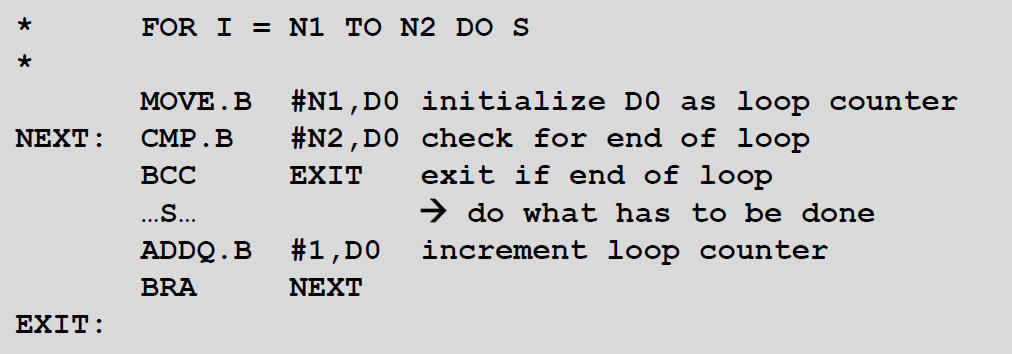 * FOR I = N1 TO N2 DO S
*
MOVE.B #N1,D0 initialize D0 as loop counter
NEXT: CMP.B #N2,D0 check for end of loop
BCC EXIT exit if end of loop
…S… → do what has to be done
ADDQ.B #1,D0 increment loop counter
BRA NEXT
EXIT: